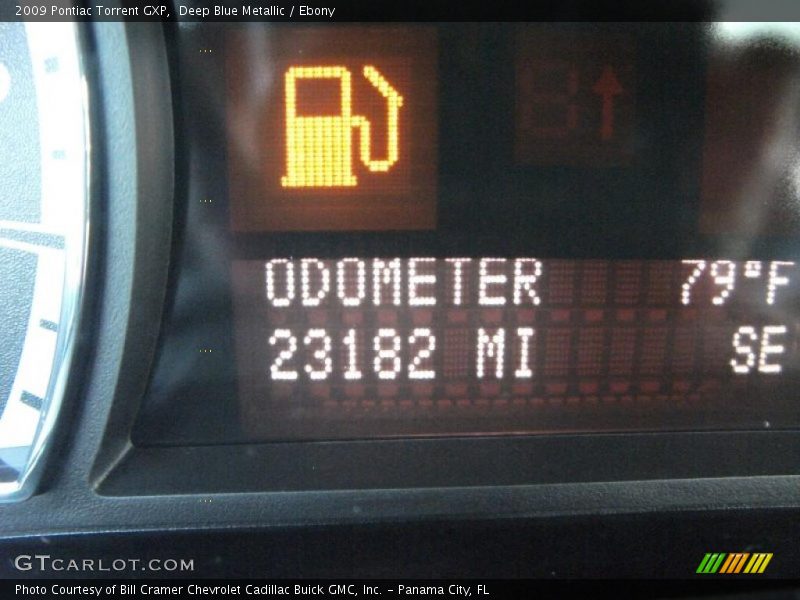 2009 Pontiac Torrent GXP, Deep Blue Metallic / Ebony
ODOMETER 79°F
23182 MI SE
GTCARLOT.COM
Photo Courtesy of Bill Cramer Chevrolet Cadillac Buick GMC, Inc. – Panama City, FL